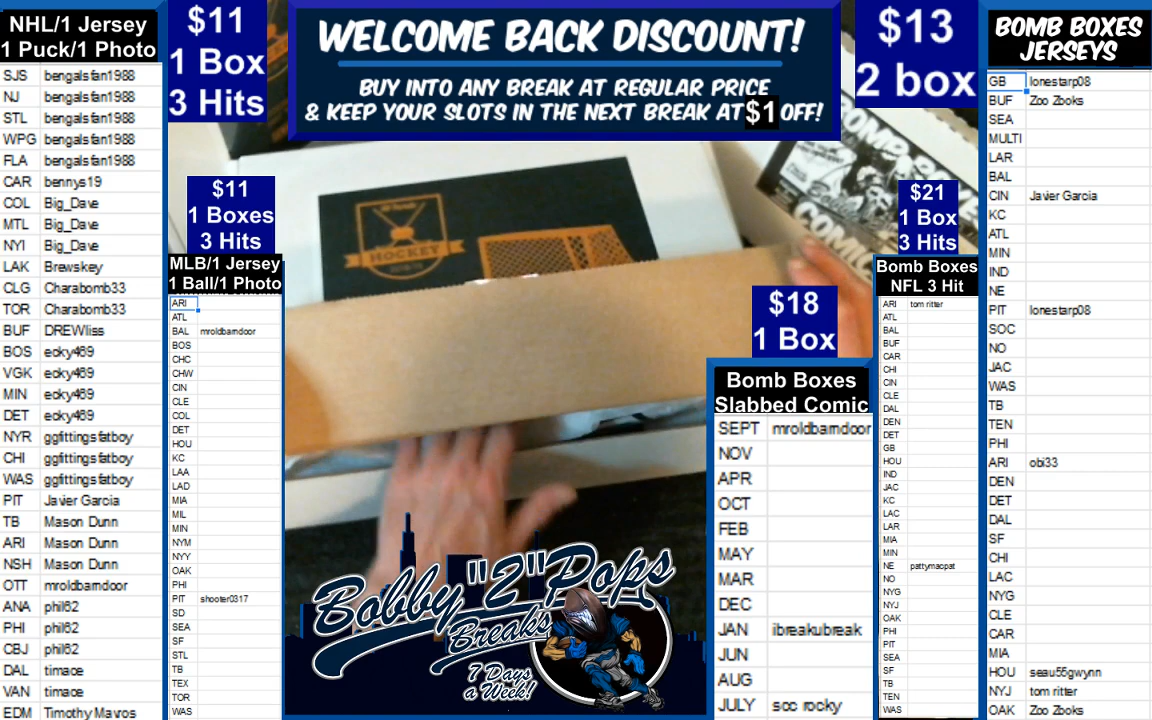 NHL/1 Jersey
1 Puck/1 Photo
SJS bengalsfan1988
NJ bengalsfan1988
STL bengalsfan1988
WPG bengalsfan1988
FLA bengalsfan1988
CAR bennys19
COL Big_Dave
MTL Big_Dave
NYI Big_Dave
LAK Brewskey
CLG Charabomb33
TOR Charabomb33
BUF DREWliss
BOS ecky469
VGK ecky469
MIN ecky469
DET ecky469
NYR ggfittingsfatboy
CHI ggfittingsfatboy
WAS ggfittingsfatboy
PIT Javier Garcia
TB Mason Dunn
ARI Mason Dunn
NSH Mason Dunn
OTT mroldbarndoor
ANA phil62
PHI phil62
CBJ phil62
DAL timace
VAN timace
EDM Timothy Mavros
$11
1 Box
3 Hits
$11
1 Boxes
3 Hits
MLB/1 Jersey
1 Ball/1 Photo
ARI
ATL
BAL mroldbarndoor
BOS
CHC
CHW
CIN
CLE
COL
DET
HOU
KC
LAA
LAD
MIA
MIL
MIN
NYM
NYY
OAK
PHI
PIT shooter0317
SD
SEA
SF
STL
TB
TEX
TOR
WAS
WELCOME BACK DISCOUNT!
BUY INTO ANY BREAK AT REGULAR PRICE
& KEEP YOUR SLOTS IN THE NEXT BREAK AT $1 OFF!
HOCKEY
COMIC
Bobby "2" Pops
Breaks
7 Days
a Week!
$18
1 Box
Bomb Boxes
Slabbed Comic
SEPT mroldbarndoor
NOV
APR
OCT
FEB
MAY
MAR
DEC
JAN ibreakubreak
JUN
AUG
JULY scc rocky
$13
2 box
$21
1 Box
3 Hits
Bomb Boxes
NFL 3 Hit
ARI tom ritter
ATL
BAL
BUF
CAR
CHI
CIN
CLE
DAL
DEN
DET
GB
HOU
IND
JAC
KC
LAC
LAR
MIA
MIN
NE pattymacpat
NO
NYG
NYJ
OAK
PHI
PIT
SEA
SF
TB
TEN
WAS
BOMB BOXES
JERSEYS
GB lonestarp08
BUF Zoo Zooks
SEA
MULTI
LAR
BAL
CIN Javier Garcia
KC
ATL
MIN
IND
NE
PIT lonestarp08
SOC
NO
JAC
WAS
TB
TEN
PHI
ARI obi33
DEN
DET
DAL
SF
CHI
LAC
NYG
CLE
CAR
MIA
HOU seau55gwynn
NYJ tom ritter
OAK Zoo Zooks